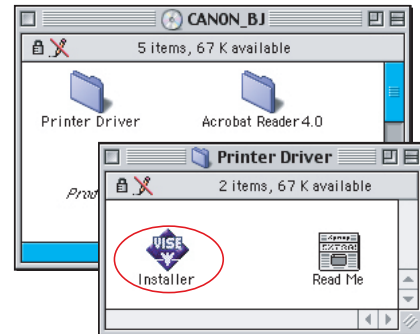 CANON_BJ
5 items, 67 K available
Printer Driver
Acrobat Reader 4.0
Printer Driver
2 items, 67 K available
VISE
Installer
EXTRA!
Read Me